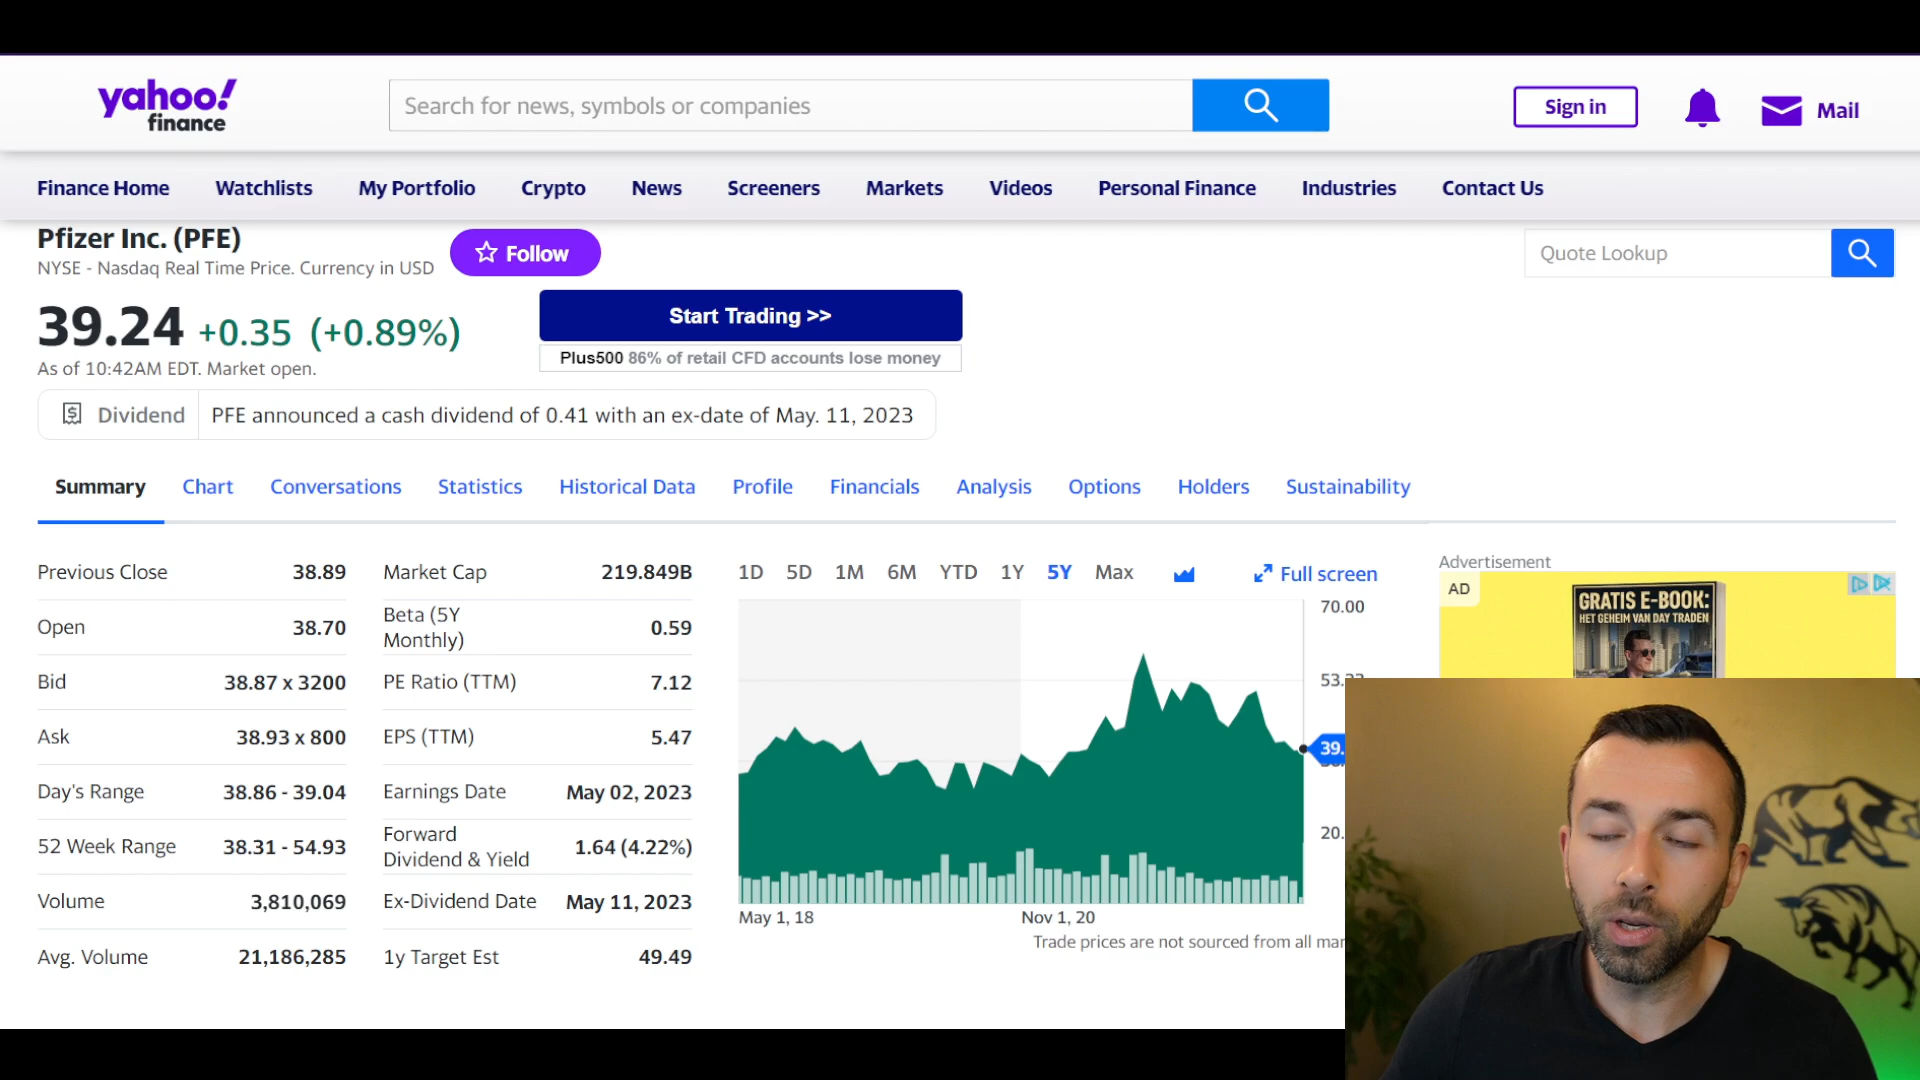 yahoo!
finance
Search for news, symbols or companies
Sign in
Mail
Finance Home
Watchlists
My Portfolio
Crypto
News
Screeners
Markets
Videos
Personal Finance
Industries
Contact Us
Pfizer Inc. (PFE)
NYSE - Nasdaq Real Time Price. Currency in USD
Follow
Quote Lookup
39.24 +0.35 (+0.89%)
As of 10:42AM EDT. Market open.
Start Trading >>
Plus500 86% of retail CFD accounts lose money
Dividend
PFE announced a cash dividend of 0.41 with an ex-date of May. 11, 2023
Summary
Chart
Conversations
Statistics
Historical Data
Profile
Financials
Analysis
Options
Holders
Sustainability
Previous Close 38.89
Open 38.70
Bid 38.87 x 3200
Ask 38.93 x 800
Day's Range 38.86 - 39.04
52 Week Range 38.31 - 54.93
Volume 3,810,069
Avg. Volume 21,186,285
Market Cap 219.849B
Beta (5Y
Monthly) 0.59
PE Ratio (TTM) 7.12
EPS (TTM) 5.47
Earnings Date May 02, 2023
Forward
Dividend & Yield 1.64 (4.22%)
Ex-Dividend Date May 11, 2023
1y Target Est 49.49
1D 5D 1M 6M YTD 1Y 5Y Max
Full screen
70.00
39.
20.
May 1, 18
Nov 1, 20
Trade prices are not sourced from all mar
Advertisement
AD
GRATIS E-BOOK:
HET GEHEIM VAN DAY TRADEN